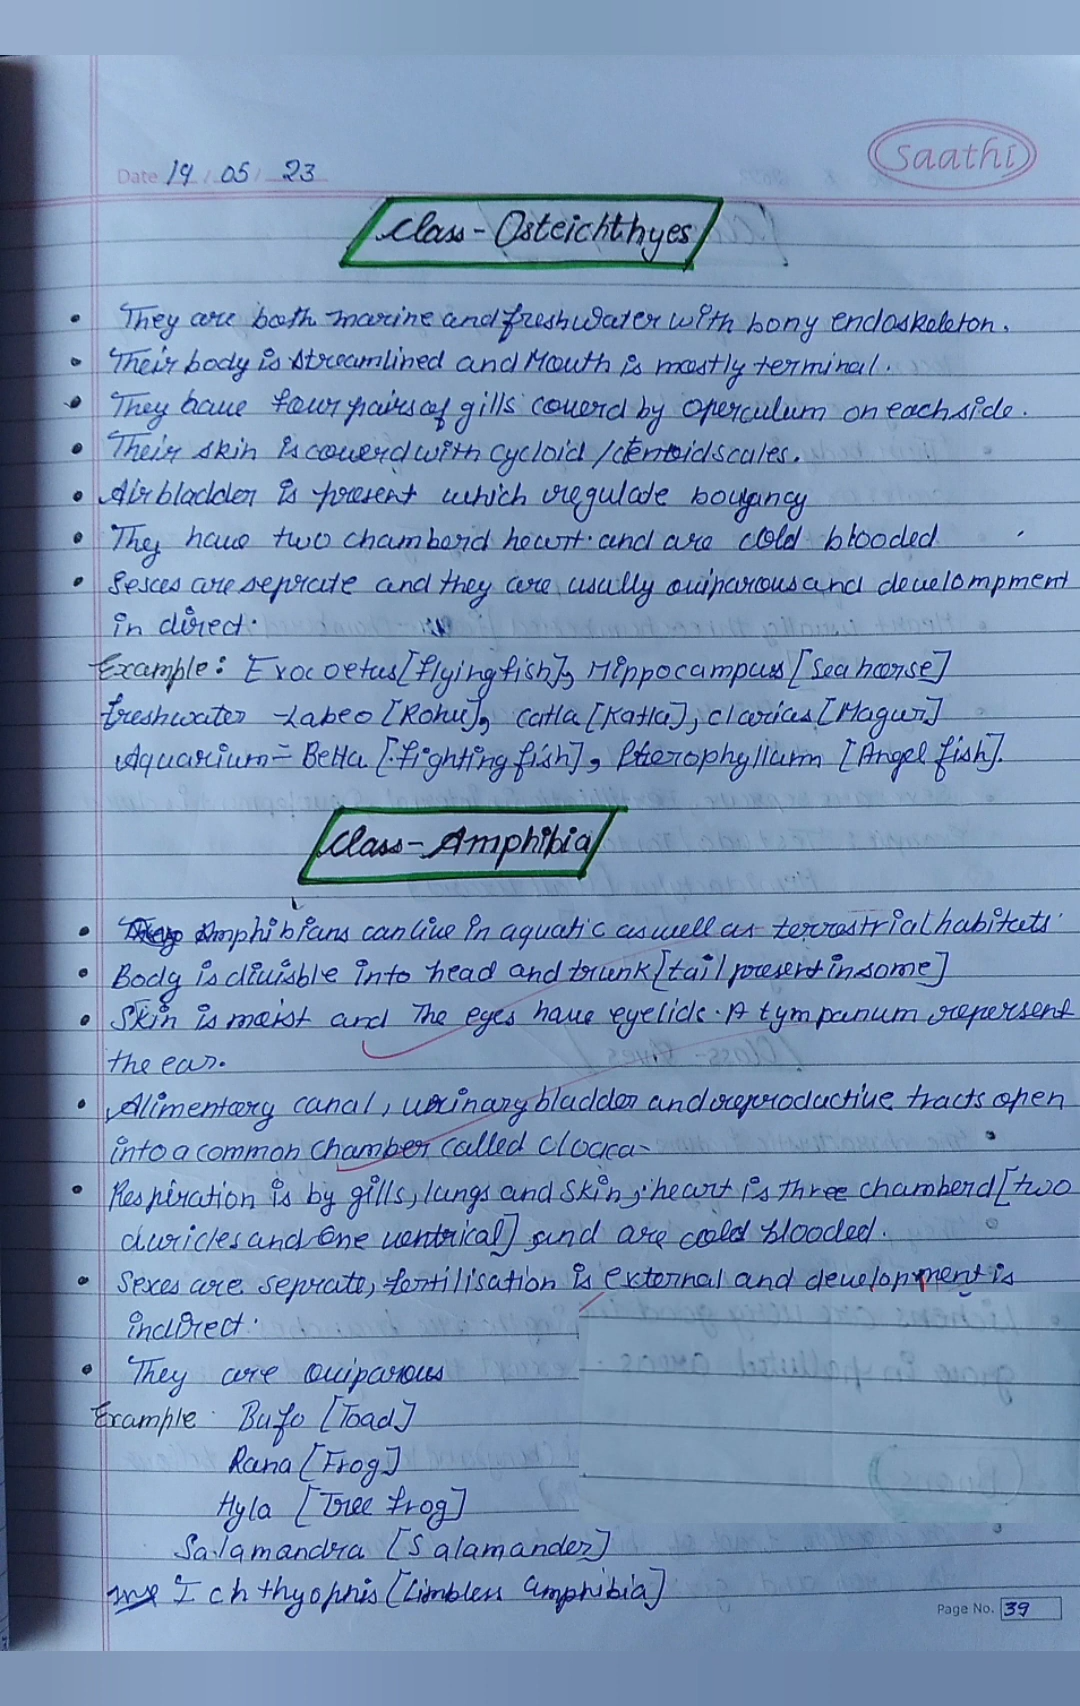 Saathi
Date 19 / 05 / 23
Class - Osteichthyes
• They are both marine and freshwater with bony endoskeleton.
• Their body is streamlined and Mouth is mostly terminal.
• They have four pairs of gills coverd by operculum on each side.
• Their skin is coverd with cycloid / ctenoid scales.
• Air bladder is present which regulate bouyancy
• They have two chamberd heart. and are cold blooded
• Sexes are seprate and they are usually oviparous and develompment
in direct.
Example: Exocoetus [flying fish], Hippocampus [Sea hoorse]
freshwater - Labeo [Rohu], Catla [Katla], clarias [Magur]
Aquarium = Betta [fighting fish], Pterophyllum [Angel fish].
Class - Amphibia
• Amphibians can live in aquatic as well as terrestrial habitats
• Body is divisble into head and trunk [tail present in some]
• Skin is moist and The eyes have eyelids. A tympanum repersent
the ear.
• Alimentary canal, urinary bladder and reproductive tracts open
into a common chamber called
• Respiration is by gills, lungs and skin, heart is three chamberd [two
auricles and One ventrical] and are cold blooded.
• Sexes are seprate, fertilisation is external and development is
indirect.
• They are oviparous
Example. Bufo [Toad]
Rana [Frog]
Hyla [Tree frog]
Salamandra [Salamander]
Ichthyophis [Limbless amphibia]
Page No. 39